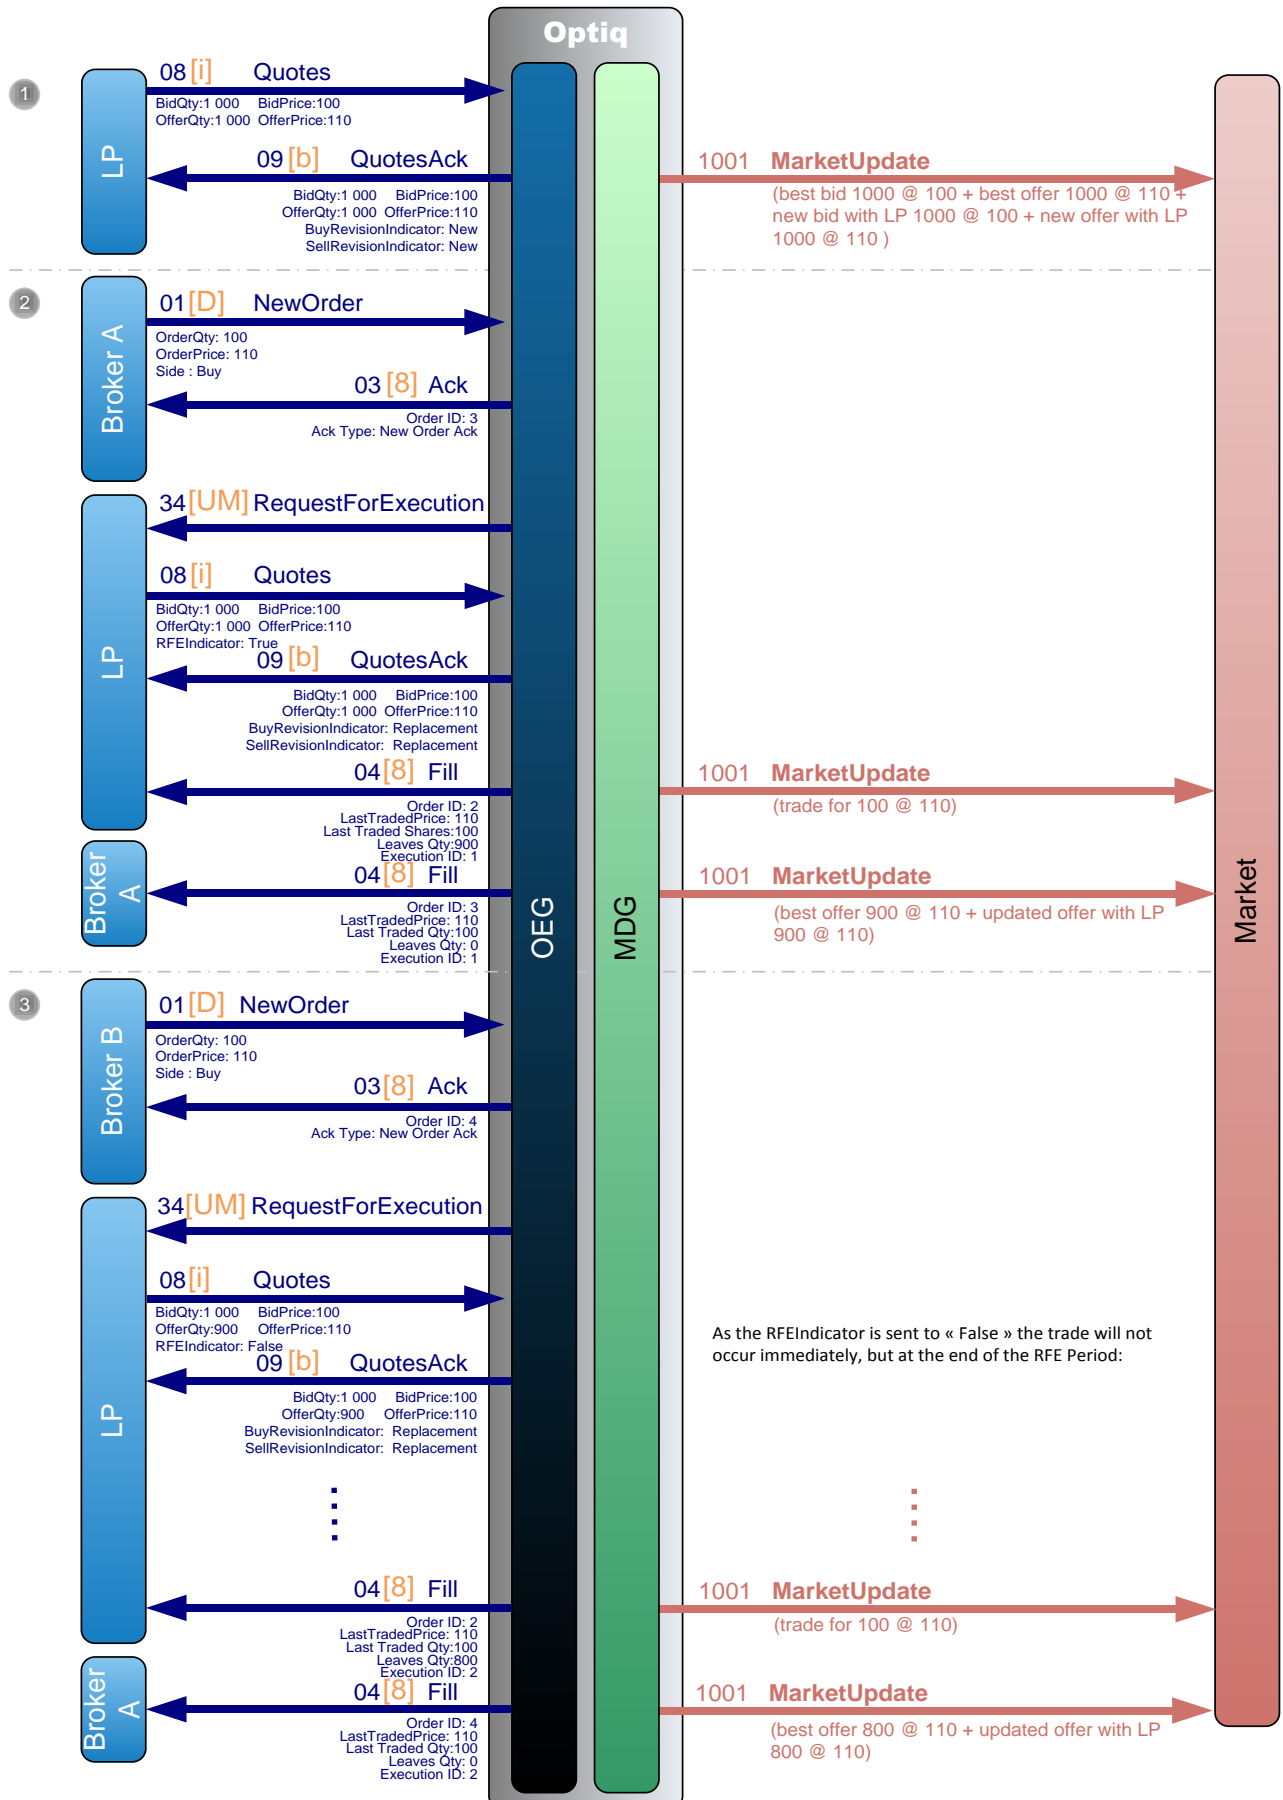 Optiq
1
LP
08 [i] Quotes
BidQty:1 000 BidPrice:100
OfferQty:1 000 OfferPrice:110
09 [b] QuotesAck
BidQty:1 000 BidPrice:100
OfferQty:1 000 OfferPrice:110
BuyRevisionIndicator: New
SellRevisionIndicator: New
1001 MarketUpdate
(best bid 1000 @ 100 + best offer 1000 @ 110 +
new bid with LP 1000 @ 100 + new offer with LP
1000 @ 110 )
2
Broker A
01 [D] NewOrder
OrderQty: 100
OrderPrice: 110
Side : Buy
03 [8] Ack
Order ID: 3
Ack Type: New Order Ack
LP
34 [UM] RequestForExecution
08 [i] Quotes
BidQty:1 000 BidPrice:100
OfferQty:1 000 OfferPrice:110
RFEIndicator: True
09 [b] QuotesAck
BidQty:1 000 BidPrice:100
OfferQty:1 000 OfferPrice:110
BuyRevisionIndicator: Replacement
SellRevisionIndicator: Replacement
04 [8] Fill
Order ID: 2
LastTradedPrice: 110
Last Traded Shares:100
Leaves Qty:900
Execution ID: 1
1001 MarketUpdate
(trade for 100 @ 110)
Broker
A
04 [8] Fill
Order ID: 3
LastTradedPrice: 110
Last Traded Qty:100
Leaves Qty: 0
Execution ID: 1
1001 MarketUpdate
(best offer 900 @ 110 + updated offer with LP
900 @ 110)
OEG
MDG
Market
3
Broker B
01 [D] NewOrder
OrderQty: 100
OrderPrice: 110
Side : Buy
03 [8] Ack
Order ID: 4
Ack Type: New Order Ack
LP
34 [UM] RequestForExecution
08 [i] Quotes
BidQty:1 000 BidPrice:100
OfferQty:900 OfferPrice:110
RFEIndicator: False
As the RFEIndicator is sent to « False » the trade will not
occur immediately, but at the end of the RFE Period:
09 [b] QuotesAck
BidQty:1 000 BidPrice:100
OfferQty:900 OfferPrice:110
BuyRevisionIndicator: Replacement
SellRevisionIndicator: Replacement
04 [8] Fill
Order ID: 2
LastTradedPrice: 110
Last Traded Qty:100
Leaves Qty:800
Execution ID: 2
1001 MarketUpdate
(trade for 100 @ 110)
Broker
A
04 [8] Fill
Order ID: 4
LastTradedPrice: 110
Last Traded Qty:100
Leaves Qty: 0
Execution ID: 2
1001 MarketUpdate
(best offer 800 @ 110 + updated offer with LP
800 @ 110)